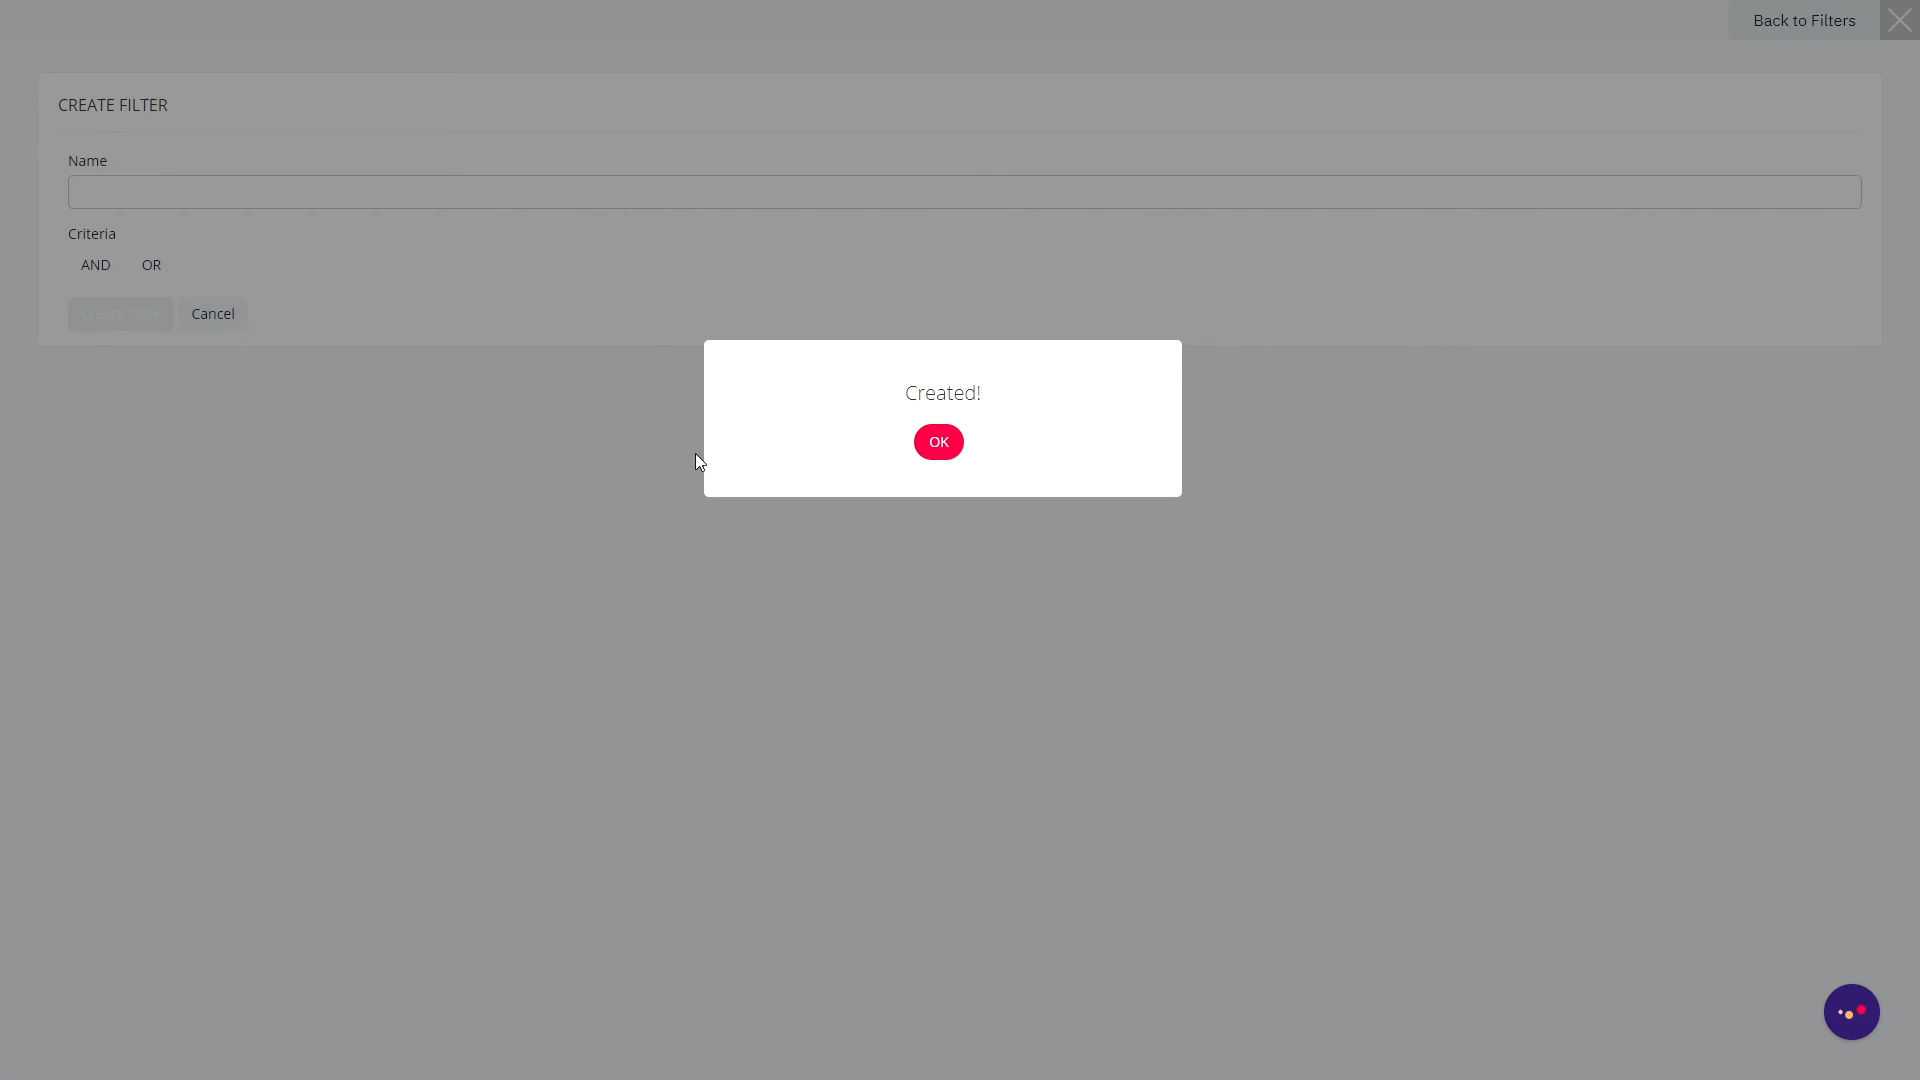 Back to Filters
CREATE FILTER
Name
Criteria
AND OR
Create Filter Cancel
Created!
OK